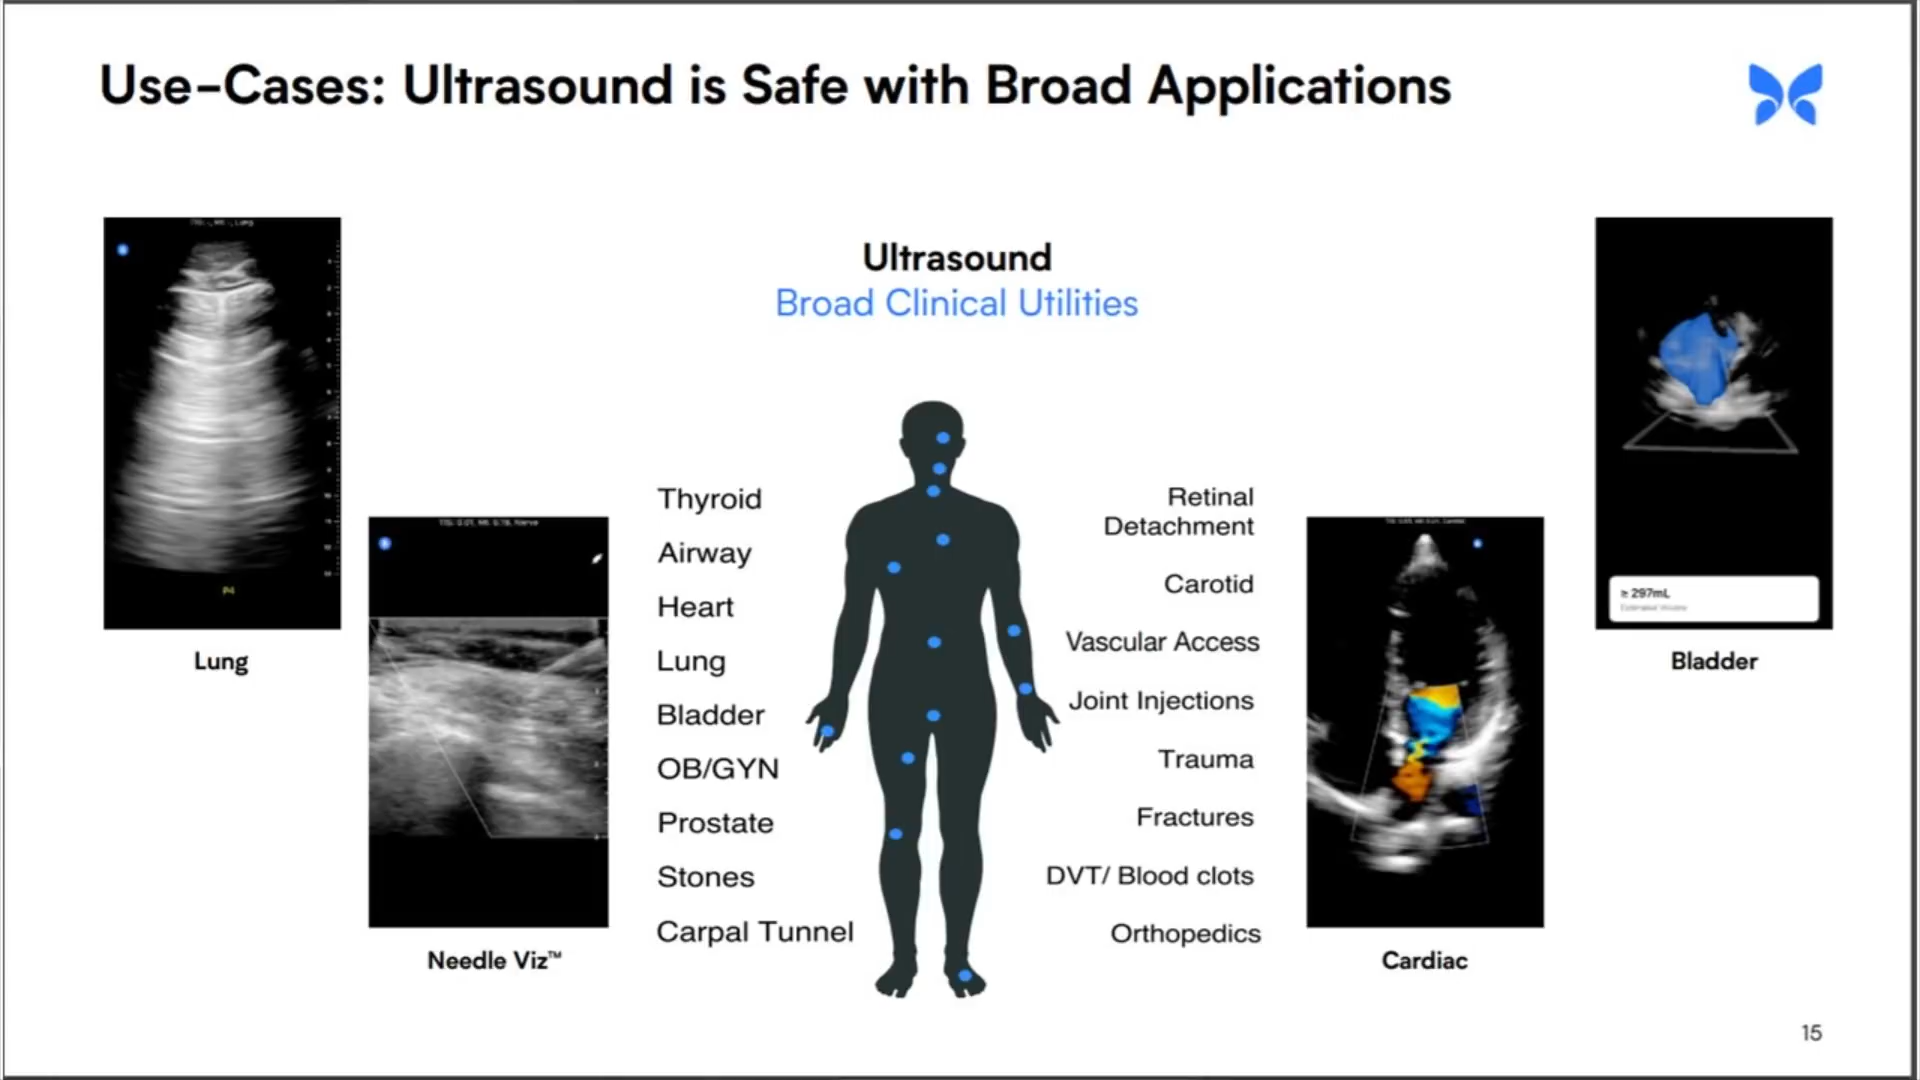 Use-Cases: Ultrasound is Safe with Broad Applications
Ultrasound
Broad Clinical Utilities
Lung
Needle Viz™
Thyroid
Airway
Heart
Lung
Bladder
OB/GYN
Prostate
Stones
Carpal Tunnel
Retinal
Detachment
Carotid
Vascular Access
Joint Injections
Trauma
Fractures
DVT/ Blood clots
Orthopedics
Cardiac
297mL
Bladder
15